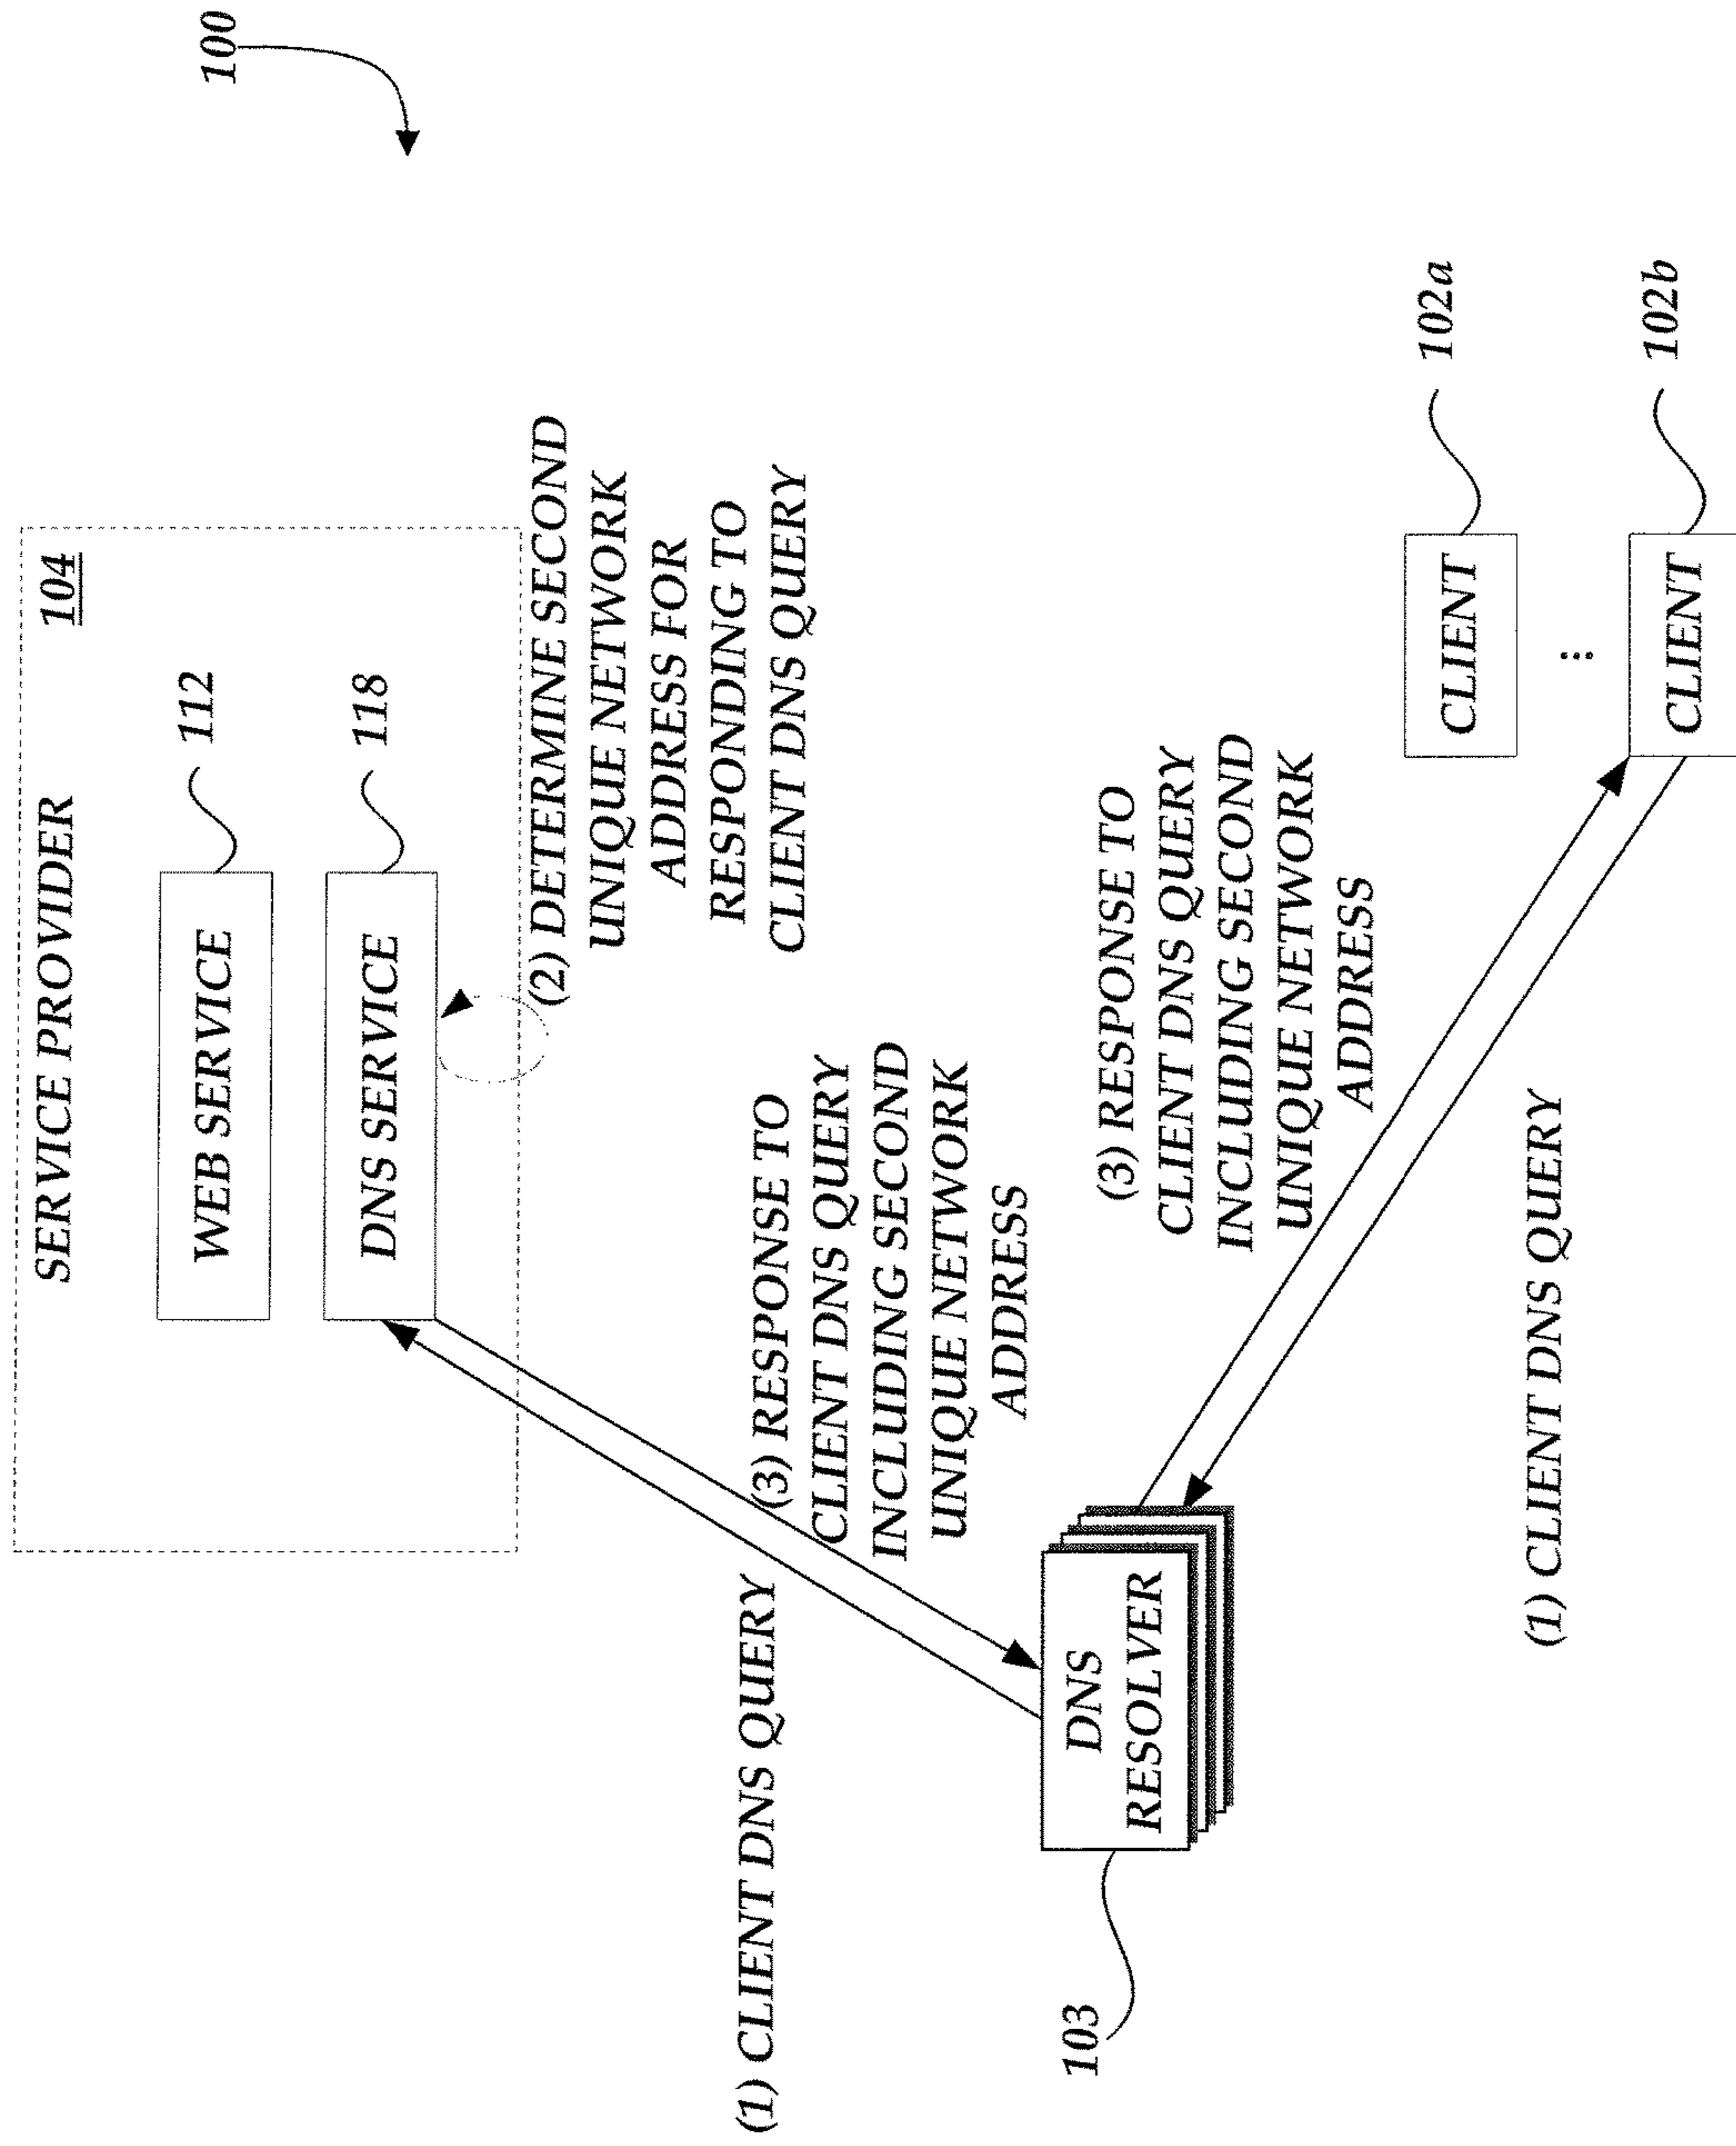 SERVICE PROVIDER
104
100
WEB SERVICE
112
DNS SERVICE
118
(2) DETERMINE SECOND
UNIQUE NETWORK
ADDRESS FOR
RESPONDING TO
CLIENT DNS QUERY
(1) CLIENT DNS QUERY
(3) RESPONSE TO
CLIENT DNS QUERY
INCLUDING SECOND
UNIQUE NETWORK
ADDRESS
103
DNS
RESOLVER
(3) RESPONSE TO
CLIENT DNS QUERY
INCLUDING SECOND
UNIQUE NETWORK
ADDRESS
CLIENT
102a
...
(1) CLIENT DNS QUERY
CLIENT
102b